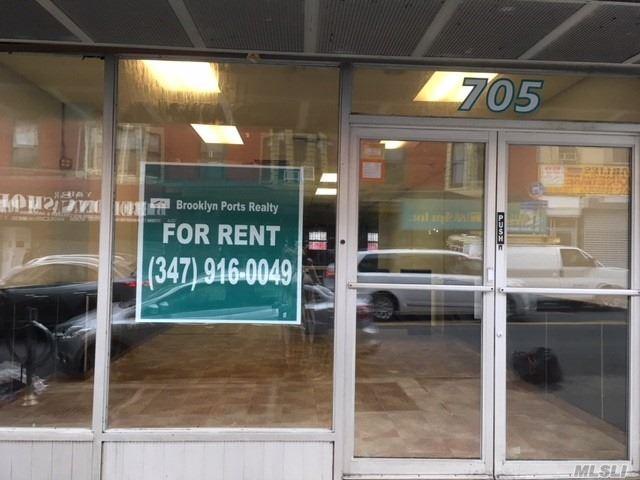 705
Brooklyn Ports Realty
FOR RENT
(347) 916-0049
PUSH
MLSLI